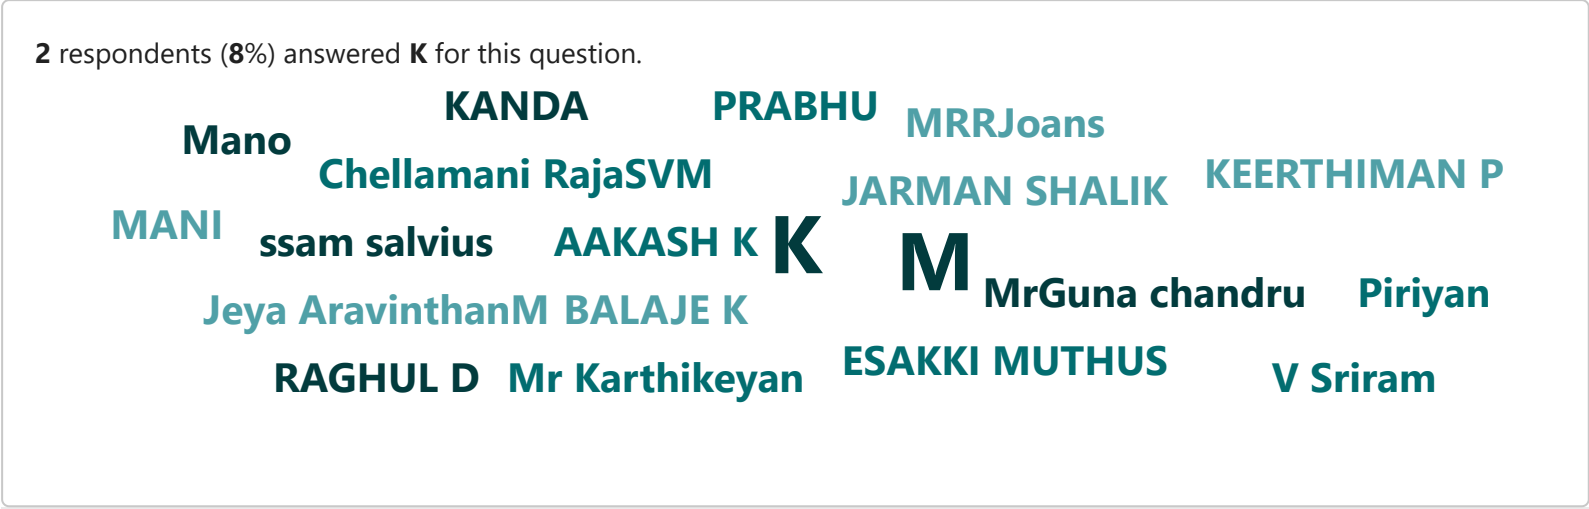 2 respondents (8%) answered K for this question.
KANDA PRABHU MRRJoans
Mano
Chellamani RajaSVM JARMAN SHALIK KEERTHIMAN P
MANI ssam salvius AAKASH K K M
MrGuna chandru Piriyan
Jeya AravinthanM BALAJE K
RAGHUL D Mr Karthikeyan ESAKKI MUTHUS V Sriram